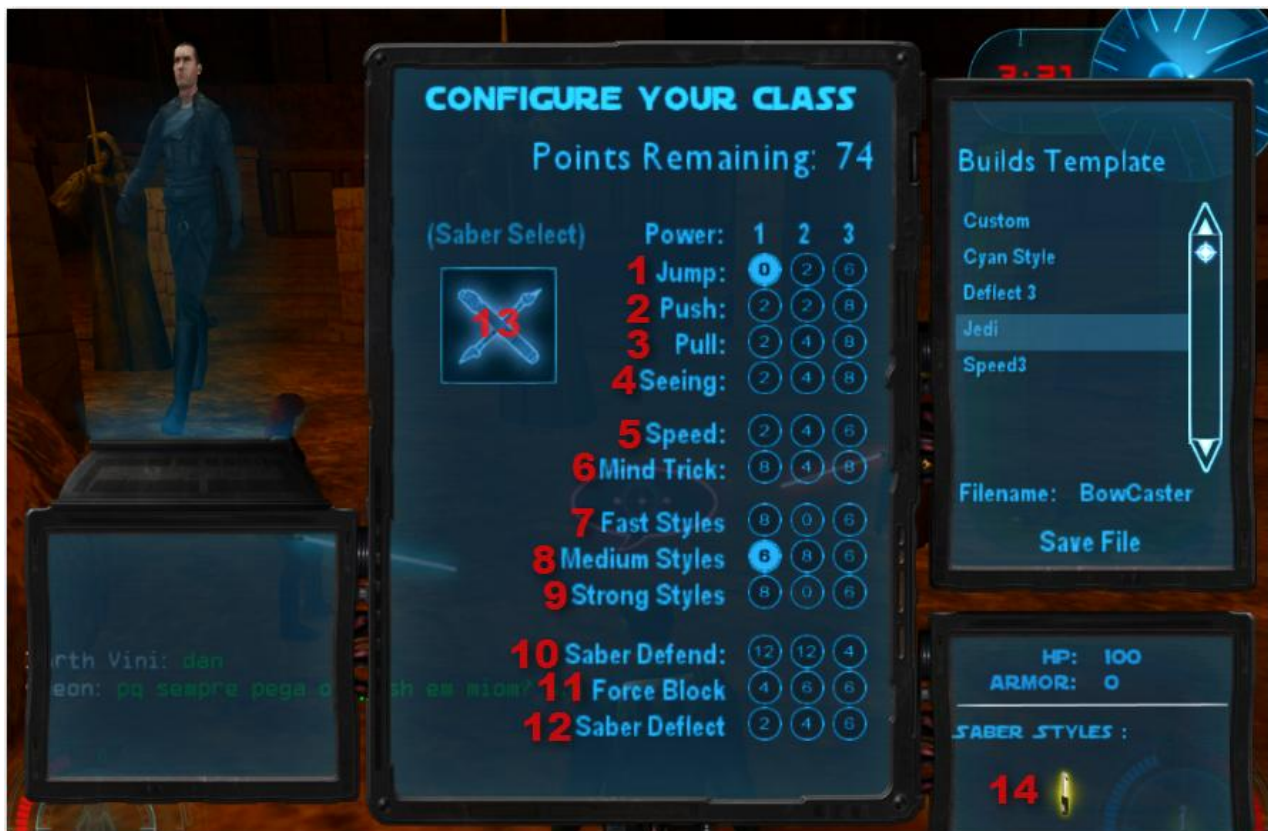 3:31
CONFIGURE YOUR CLASS
Points Remaining: 74
(Saber Select)
13
Power: 1 2 3
1 Jump: 0 2 6
2 Push: 2 2 8
3 Pull: 2 4 8
4 Seeing: 2 4 8
5 Speed: 2 4 6
6 Mind Trick: 8 4 8
7 Fast Styles 8 0 6
8 Medium Styles 6 8 6
9 Strong Styles 8 0 6
10 Saber Defend: 12 12 4
11 Force Block 4 6 6
12 Saber Deflect 2 4 6
Builds Template
Custom
Cyan Style
Deflect 3
Jedi
Speed3
Filename: BowCaster
Save File
HP: 100
ARMOR: 0
SABER STYLES :
14
Vini: dan
pq sempre pega
em miom?